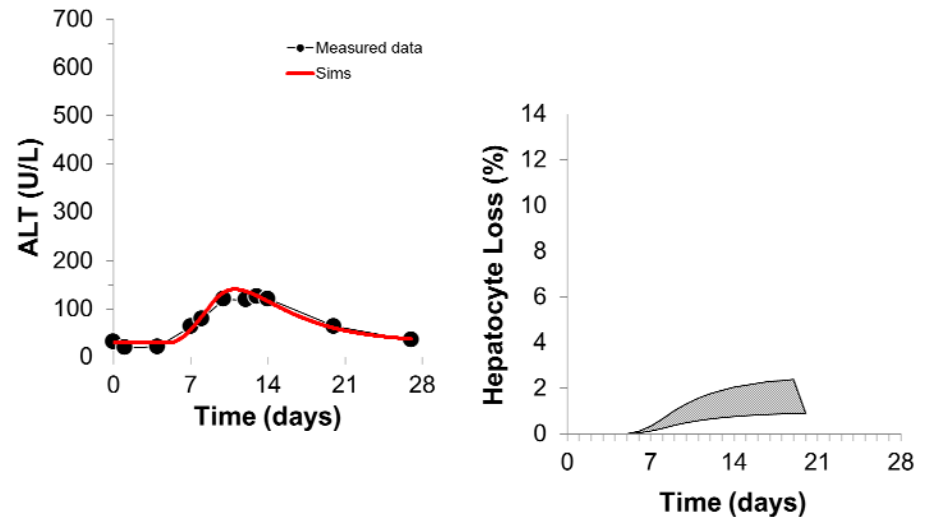 700
600
500
400
300
200
100
0
ALT (U/L)
Measured data
Sims
0 7 14 21 28
Time (days)
14
12
10
8
6
4
2
0
Hepatocyte Loss (%)
0 7 14 21 28
Time (days)